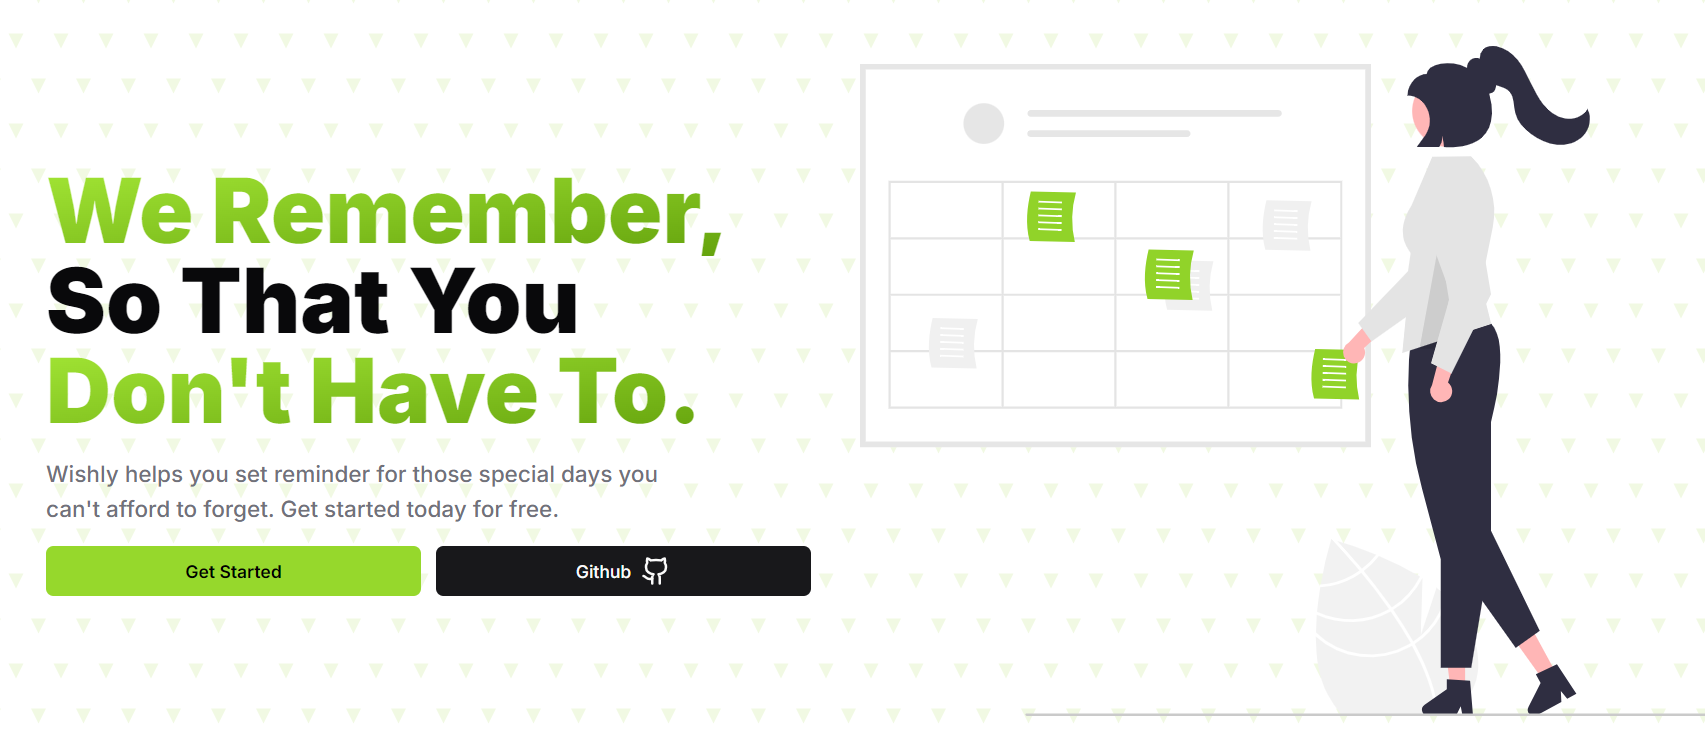 We Remember,
So That You
Don't Have To.
Wishly helps you set reminder for those special days you
can't afford to forget. Get started today for free.
Get Started
Github